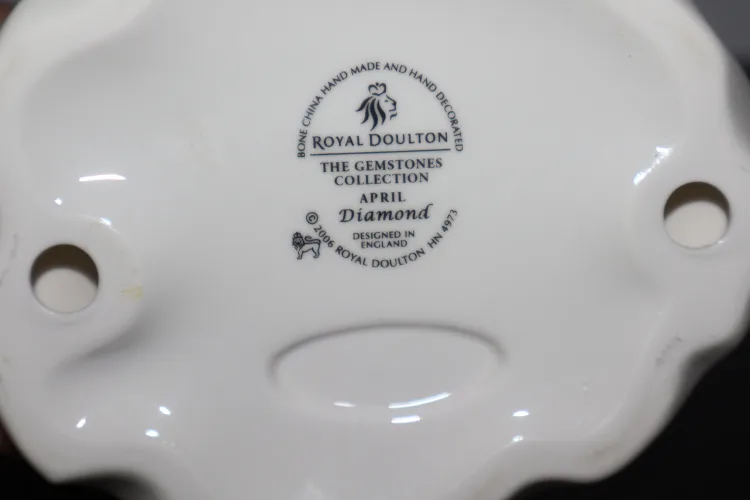 BONE CHINA HAND MADE AND HAND DECORATED
ROYAL DOULTON
THE GEMSTONES
COLLECTION
APRIL
Diamond
DESIGNED IN
ENGLAND
© 2006 ROYAL DOULTON HN 4973